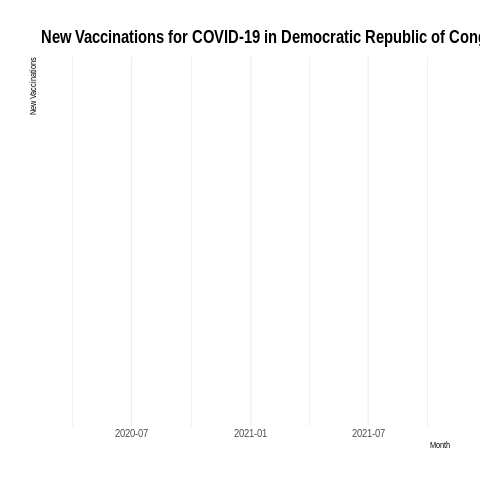 New Vaccinations for COVID-19 in Democratic Republic of Cong
New Vaccinations
2020-07
2021-01
2021-07
Month